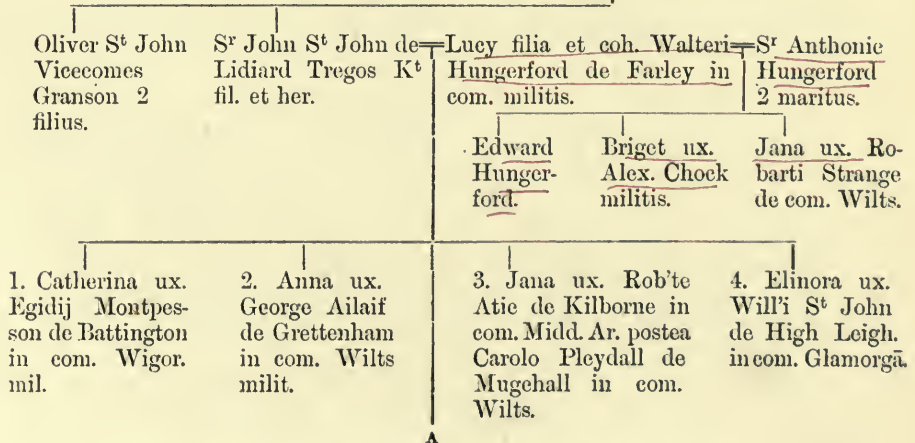 Oliver Sᵗ John
Vicecomes
Granson 2
filius.
Sʳ John Sᵗ John de
Lidiard Tregos Kᵗ
fil. et her.
Lucy filia et coh. Walteri
Hungerford de Farley in
com. militis.
Sʳ Anthonie
Hungerford
2 maritus.
Edward
Hunger-
ford.
Briget ux.
Alex. Chock
militis.
Jana ux. Ro-
barti Strange
de com. Wilts.
1. Catherina ux.
Egidij Montpes-
son de Battington
in com. Wigor.
mil.
2. Anna ux.
George Ailaif
de Grettenham
in com. Wilts
milit.
3. Jana ux. Rob'te
Atie de Kilborne in
com. Midd. Ar. postea
Carolo Pleydall de
Mugehall in com.
Wilts.
4. Elinora ux.
Will'i Sᵗ John
de High Leigh.
in com. Glamorgā.
A